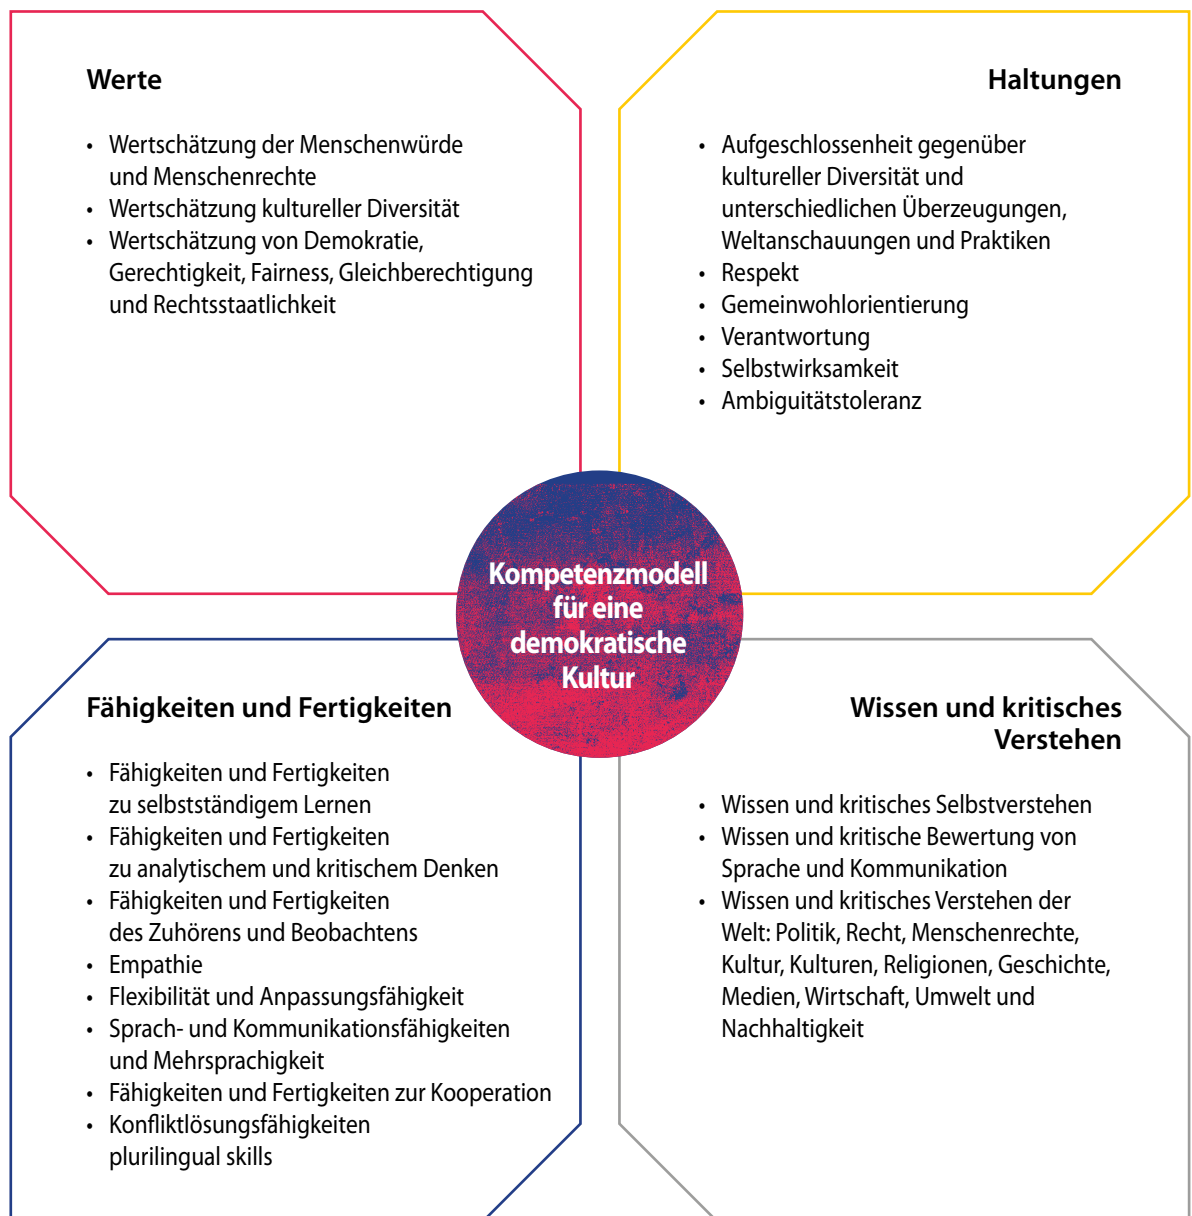 Werte
• Wertschätzung der Menschenwürde
und Menschenrechte
• Wertschätzung kultureller Diversität
• Wertschätzung von Demokratie,
Gerechtigkeit, Fairness, Gleichberechtigung
und Rechtsstaatlichkeit
Haltungen
• Aufgeschlossenheit gegenüber
kultureller Diversität und
unterschiedlichen Überzeugungen,
Weltanschauungen und Praktiken
• Respekt
• Gemeinwohlorientierung
• Verantwortung
• Selbstwirksamkeit
• Ambiguitätstoleranz
Kompetenzmodell
für eine
demokratische
Kultur
Fähigkeiten und Fertigkeiten
• Fähigkeiten und Fertigkeiten
zu selbstständigem Lernen
• Fähigkeiten und Fertigkeiten
zu analytischem und kritischem Denken
• Fähigkeiten und Fertigkeiten
des Zuhörens und Beobachtens
• Empathie
• Flexibilität und Anpassungsfähigkeit
• Sprach- und Kommunikationsfähigkeiten
und Mehrsprachigkeit
• Fähigkeiten und Fertigkeiten zur Kooperation
• Konfliktlösungsfähigkeiten
plurilingual skills
Wissen und kritisches
Verstehen
• Wissen und kritisches Selbstverstehen
• Wissen und kritische Bewertung von
Sprache und Kommunikation
• Wissen und kritisches Verstehen der
Welt: Politik, Recht, Menschenrechte,
Kultur, Kulturen, Religionen, Geschichte,
Medien, Wirtschaft, Umwelt und
Nachhaltigkeit